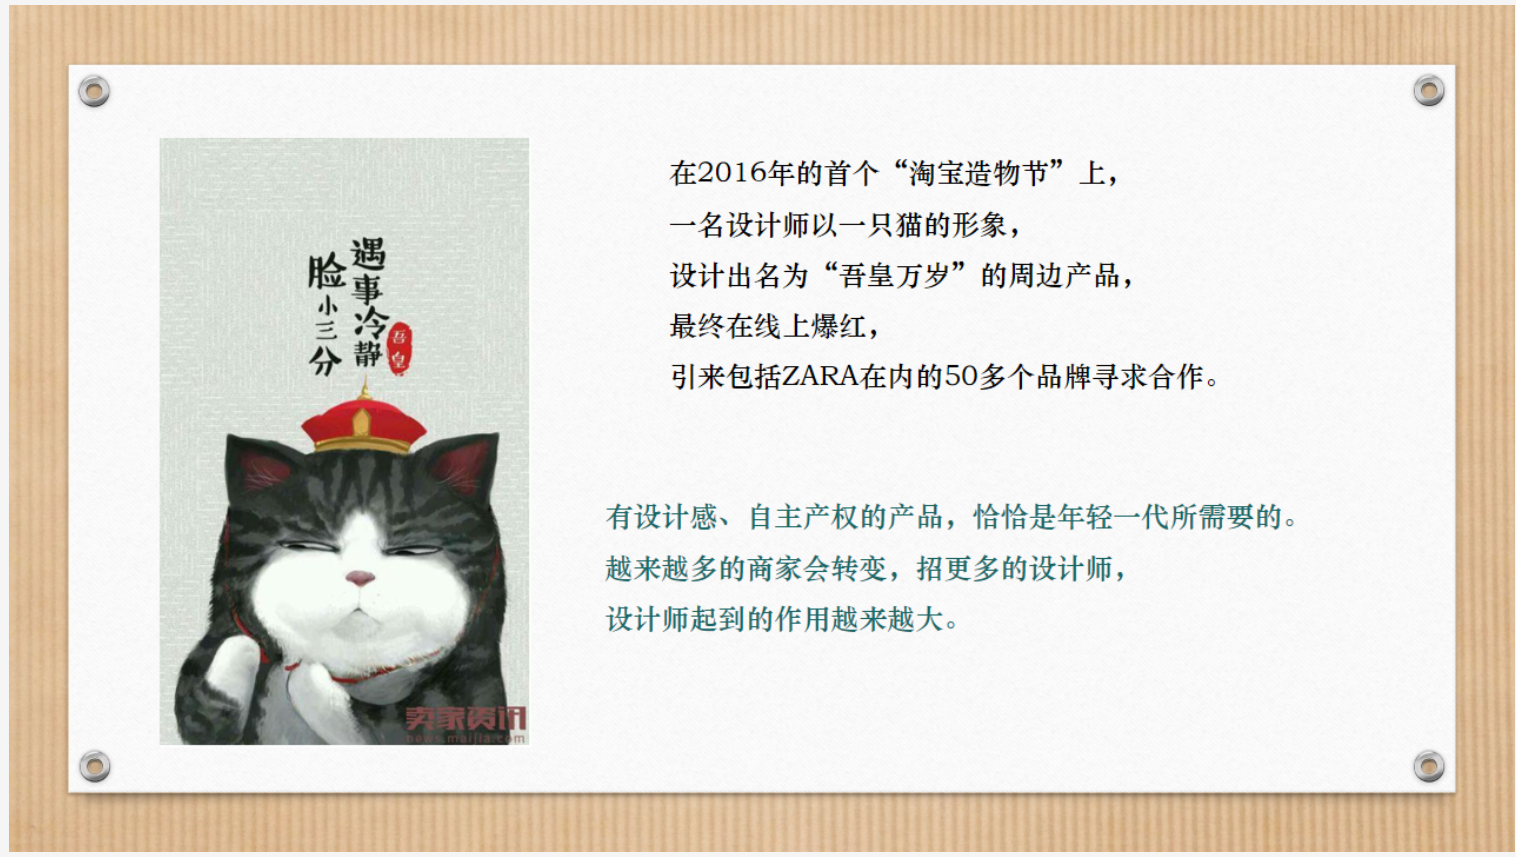 遇事冷静
脸小三分
吾皇
卖家资讯
news.maijia.com
在2016年的首个“淘宝造物节”上，
一名设计师以一只猫的形象，
设计出名为“吾皇万岁”的周边产品，
最终在线上爆红，
引来包括ZARA在内的50多个品牌寻求合作。
有设计感、自主产权的产品，恰恰是年轻一代所需要的。
越来越多的商家会转变，招更多的设计师，
设计师起到的作用越来越大。